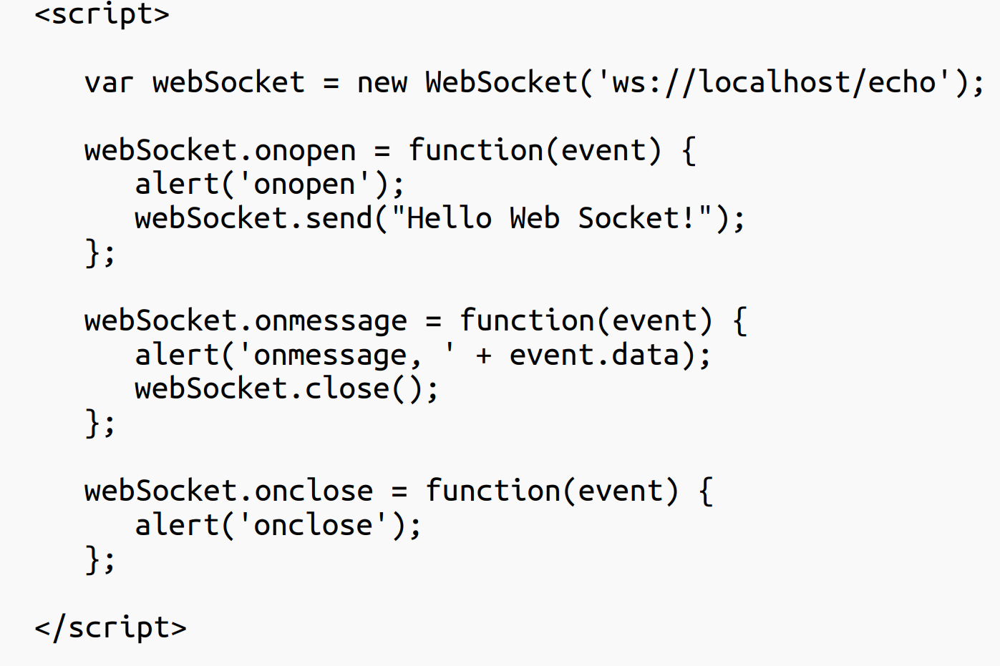 <script>
var webSocket = new WebSocket('ws://localhost/echo');
webSocket.onopen = function(event) {
alert('onopen');
webSocket.send("Hello Web Socket!");
};
webSocket.onmessage = function(event) {
alert('onmessage, ' + event.data);
webSocket.close();
};
webSocket.onclose = function(event) {
alert('onclose');
};
</script>